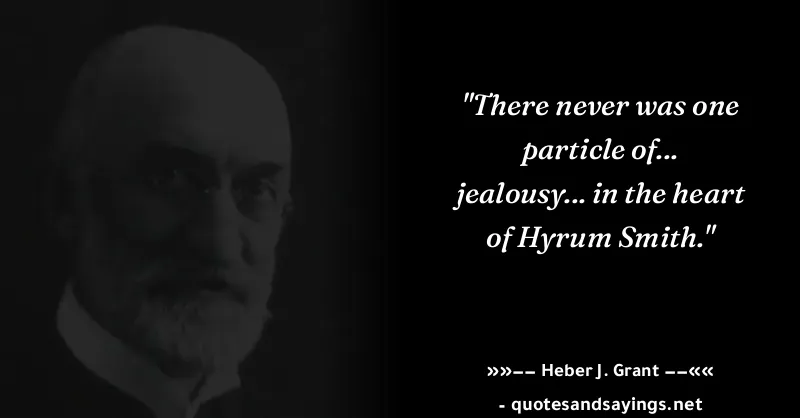 "There never was one
particle of...
jealousy... in the heart
of Hyrum Smith."
»»–– Heber J. Grant ––««
- quotesandsayings.net